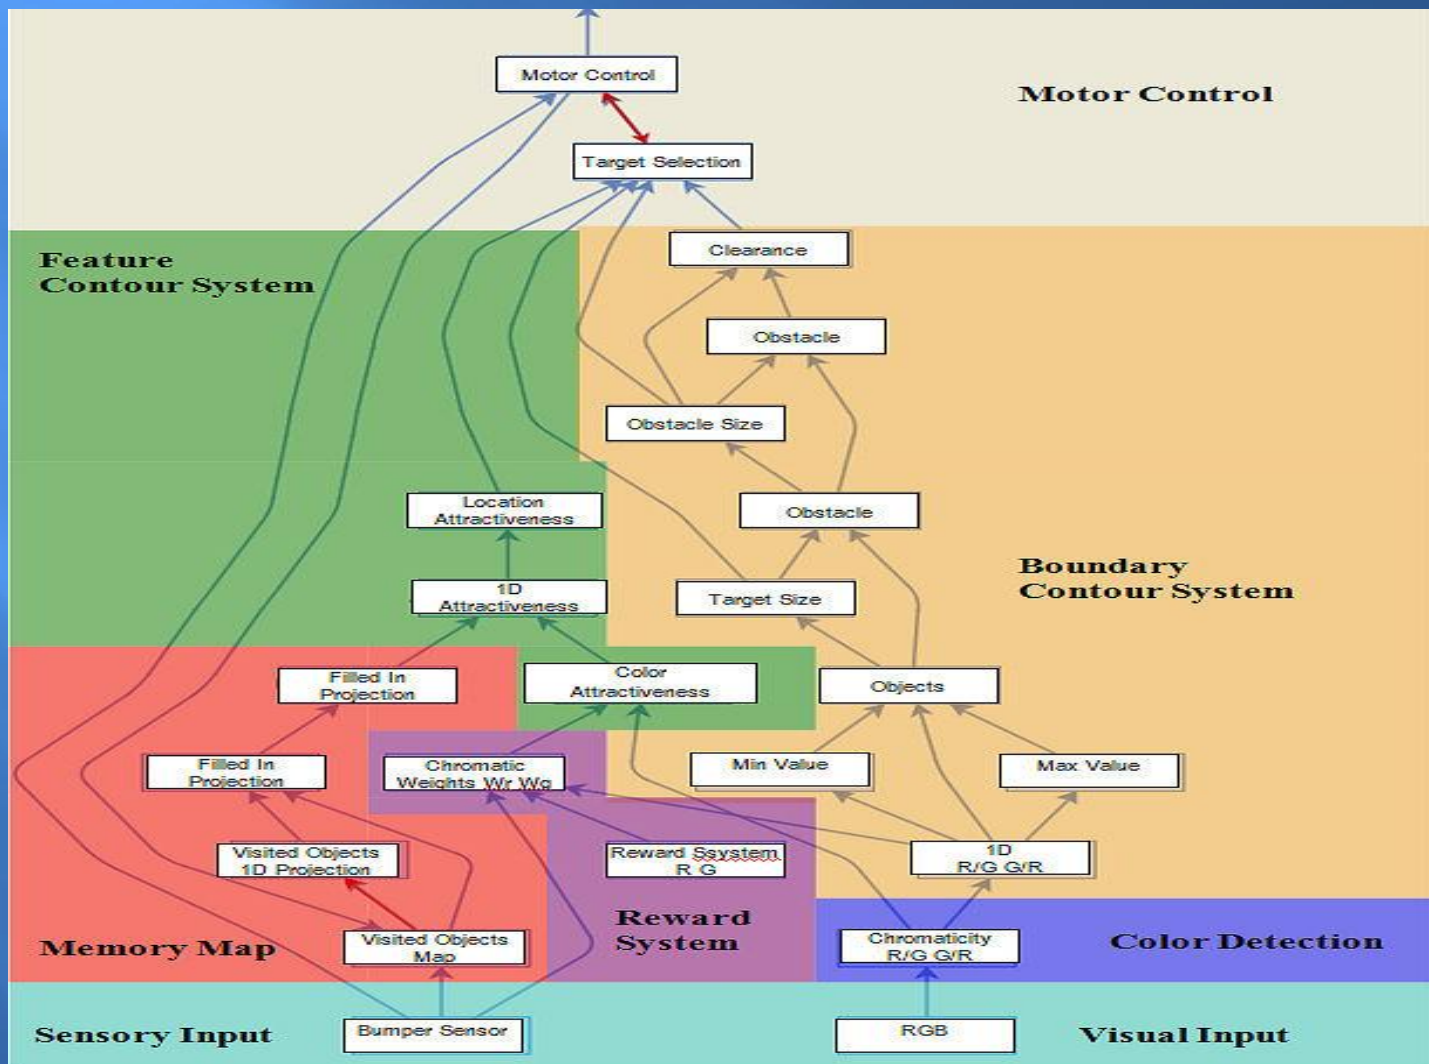 Motor Control
Motor Control
Target Selection
Feature
Contour System
Clearance
Obstacle
Obstacle Size
Location
Attractiveness
Obstacle
Boundary
Contour System
1D
Attractiveness
Target Size
Filled In
Projection
Color
Attractiveness
Objects
Filled In
Projection
Chromatic
Weights Wr Wg
Min Value
Max Value
Visited Objects
1D Projection
Reward Ssystem
R G
1D
R/G G/R
Reward
System
Memory Map
Visited Objects
Map
Chromaticity
R/G G/R
Color Detection
Sensory Input
Bumper Sensor
RGB
Visual Input